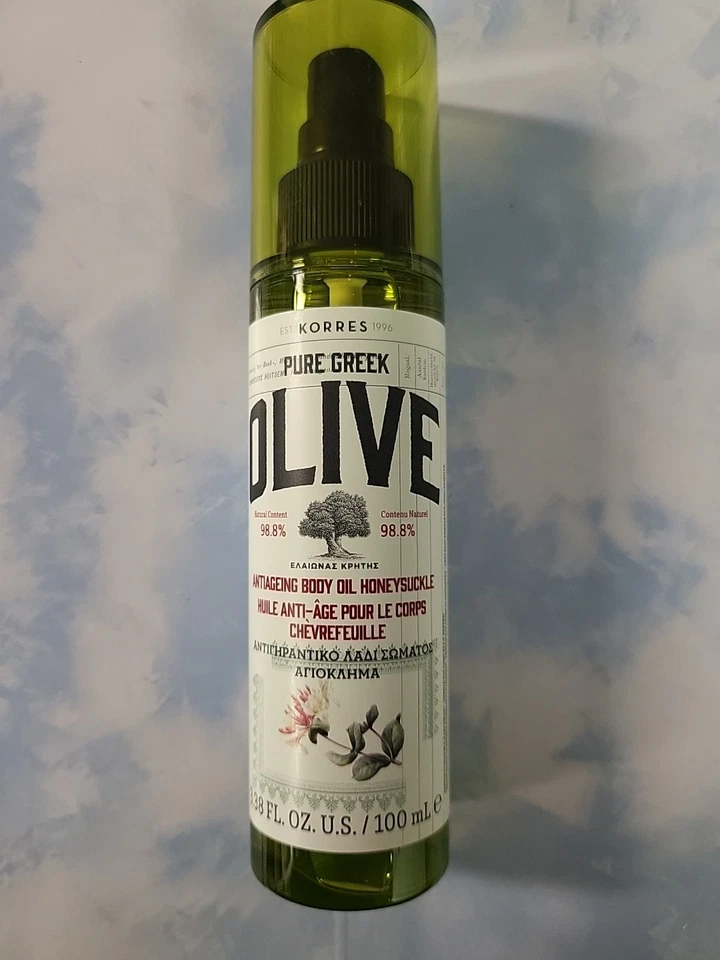 EST. KORRES 1996
PURE GREEK
OLIVE
Natural Content
98.8%
Contenu Naturel
98.8%
ΕΛΑΙΩΝΑΣ ΚΡΗΤΗΣ
ANTIAGEING BODY OIL HONEYSUCKLE
HUILE ANTI-ÂGE POUR LE CORPS
CHÈVREFEUILLE
ΑΝΤΙΓΗΡΑΝΤΙΚΟ ΛΑΔΙ ΣΩΜΑΤΟΣ
ΑΓΙΟΚΛΗΜΑ
3.38 FL. OZ. U.S. / 100 mL ℮